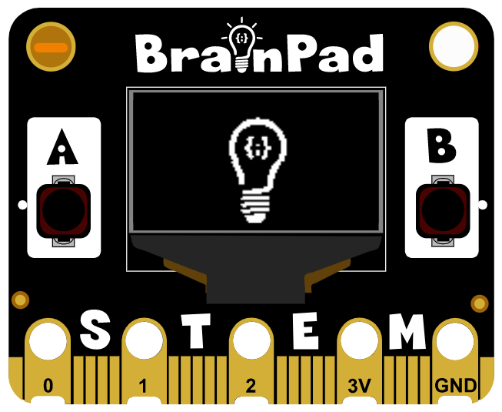 BrainPad
A B
{;}
S T E M
0 1 2 3V GND